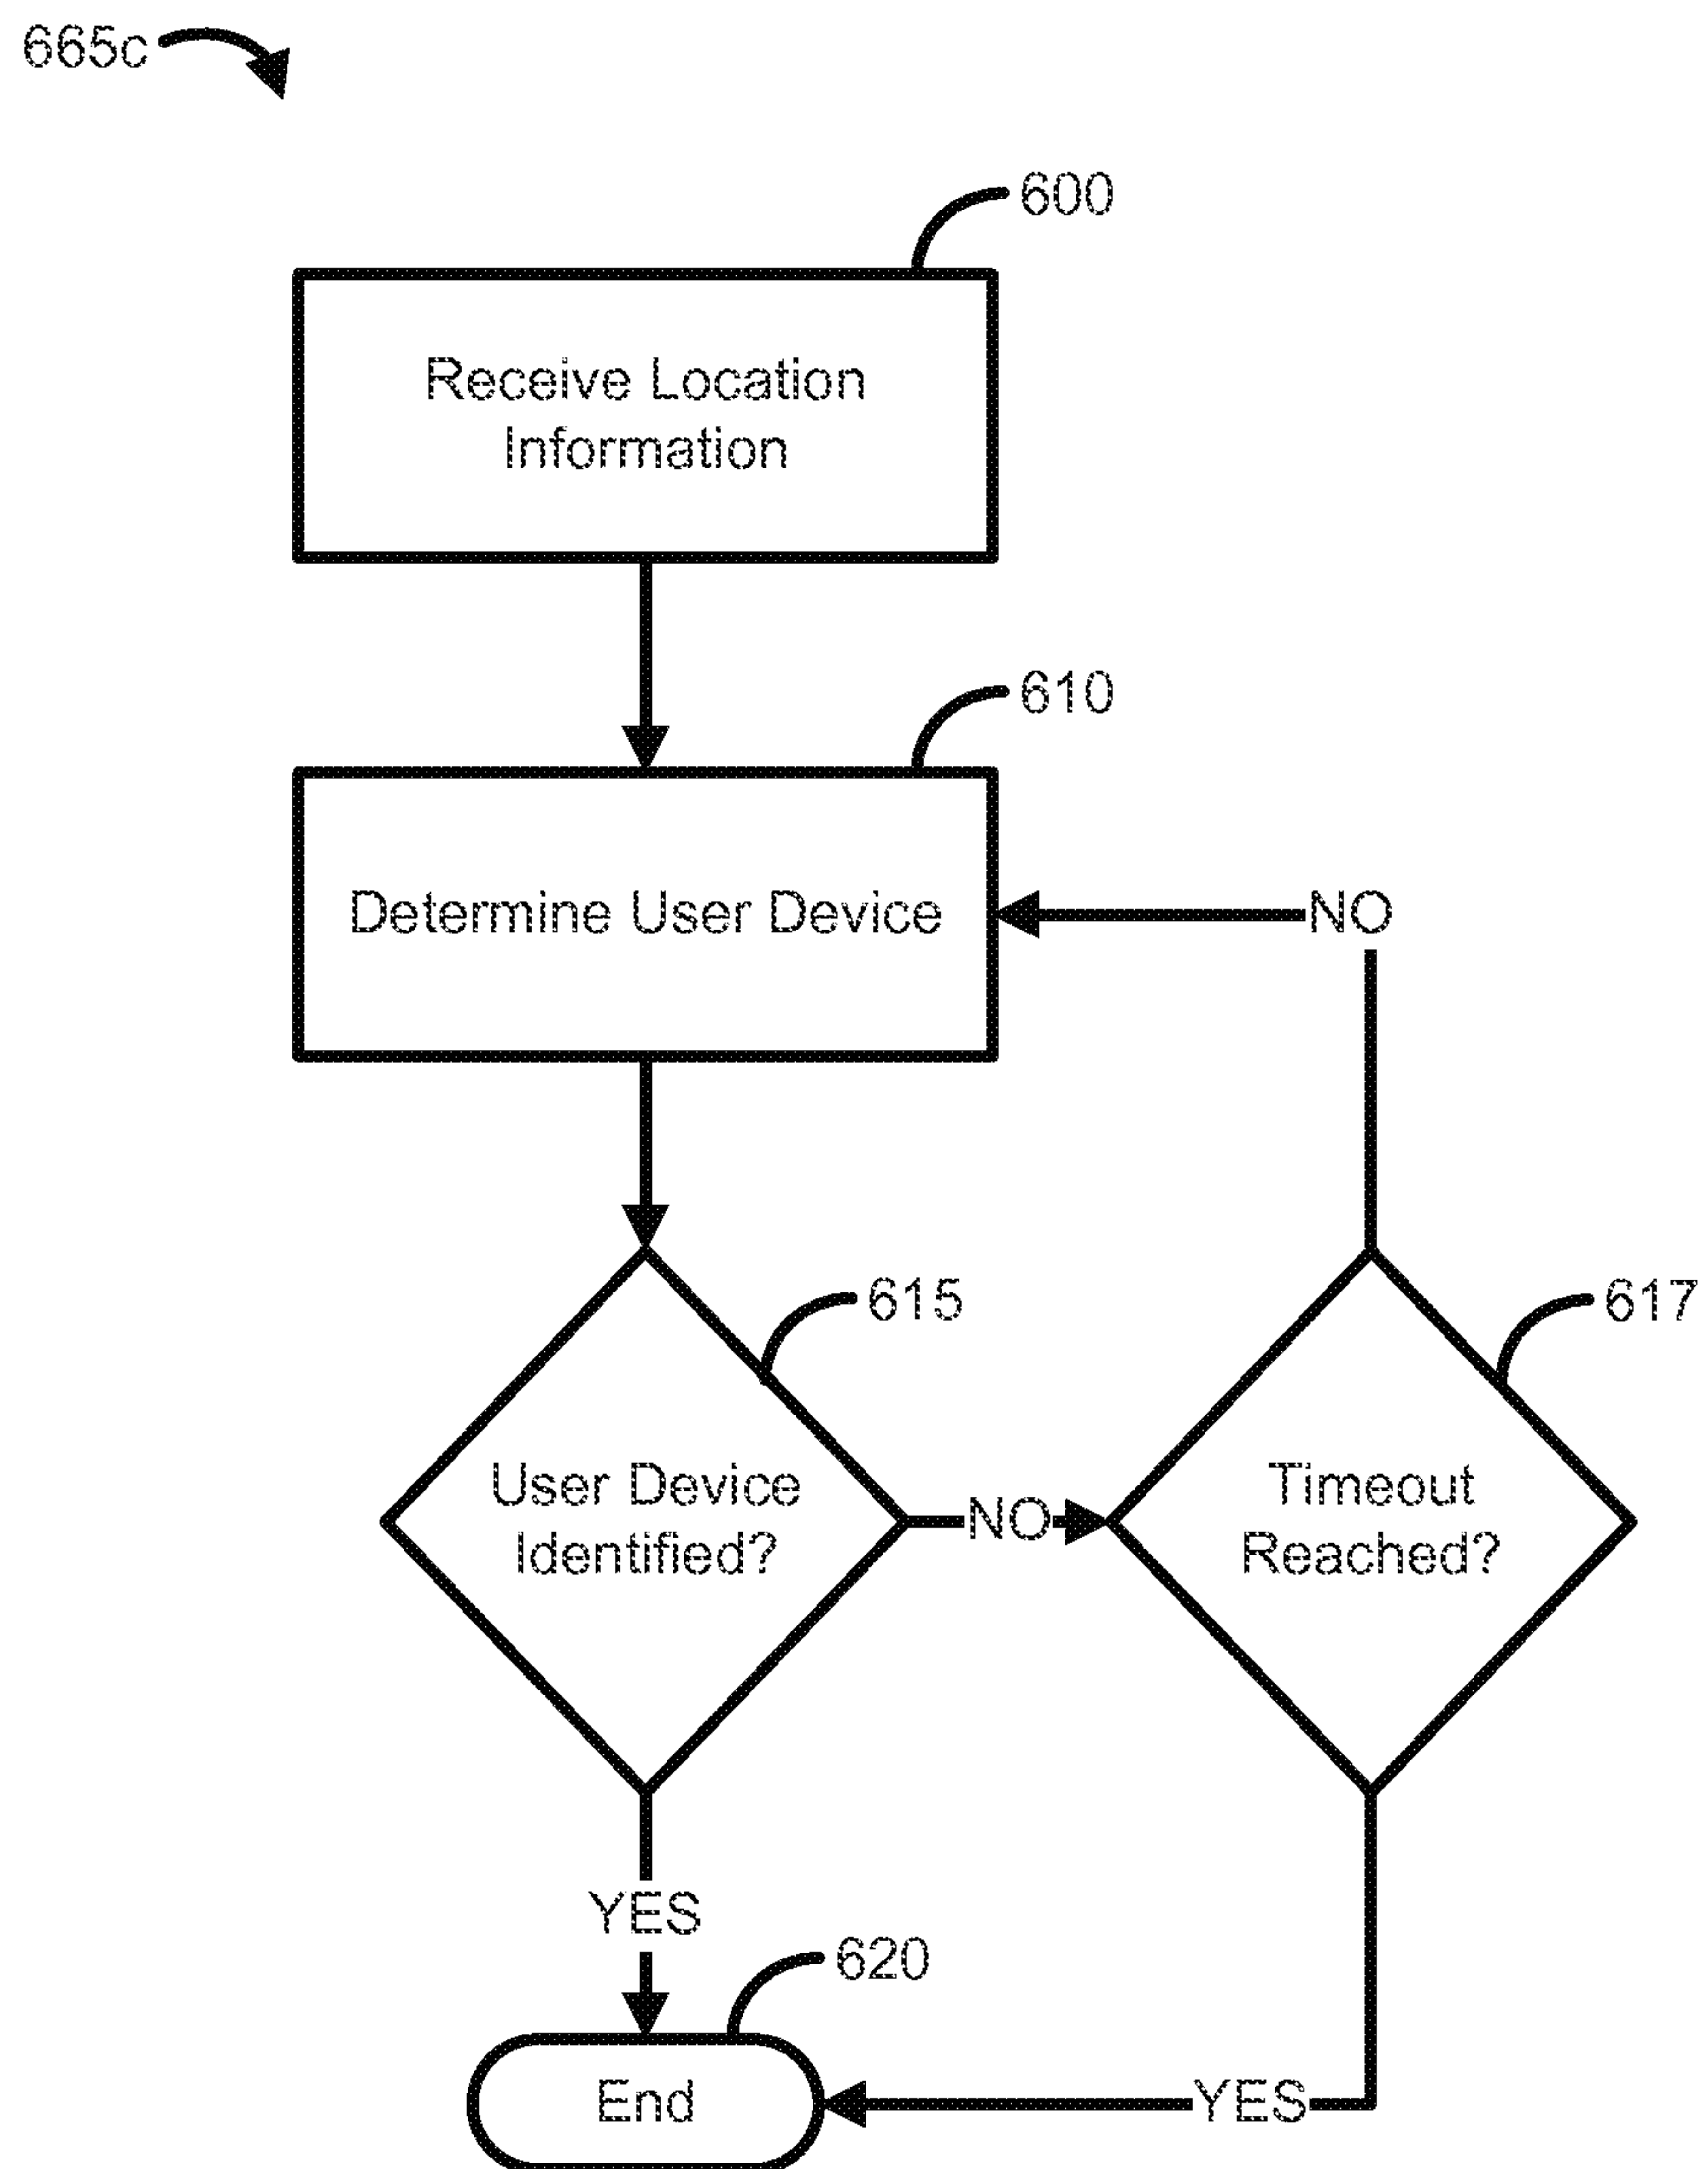 665c
600
Receive Location
Information
610
Determine User Device
NO
615
617
User Device
Identified?
NO
Timeout
Reached?
YES
620
End
YES